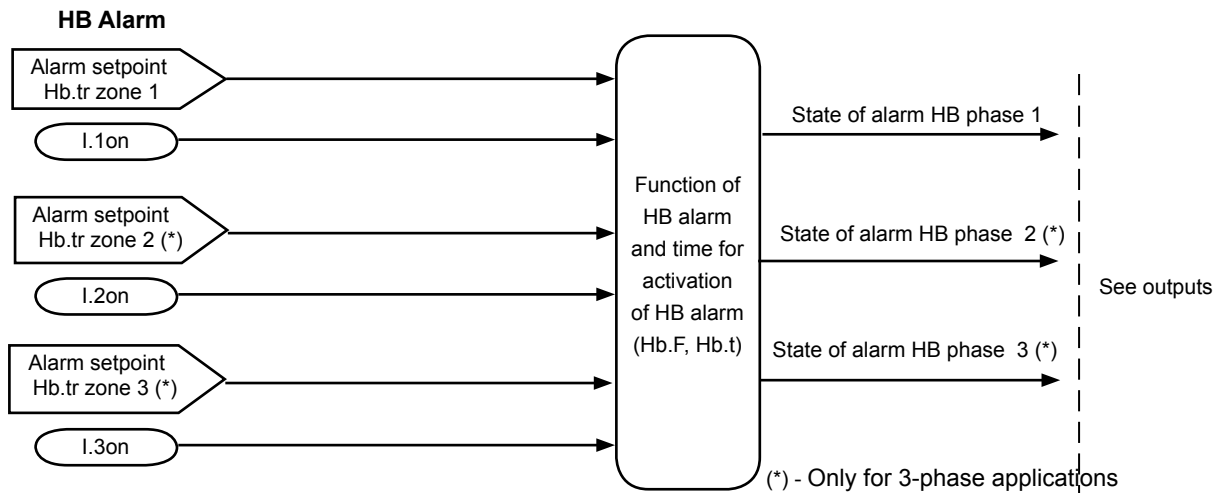 HB Alarm
Alarm setpoint
Hb.tr zone 1
I.1on
Alarm setpoint
Hb.tr zone 2 (*)
I.2on
Alarm setpoint
Hb.tr zone 3 (*)
I.3on
Function of
HB alarm
and time for
activation
of HB alarm
(Hb.F, Hb.t)
State of alarm HB phase 1
State of alarm HB phase 2 (*)
State of alarm HB phase 3 (*)
See outputs
(*) - Only for 3-phase applications